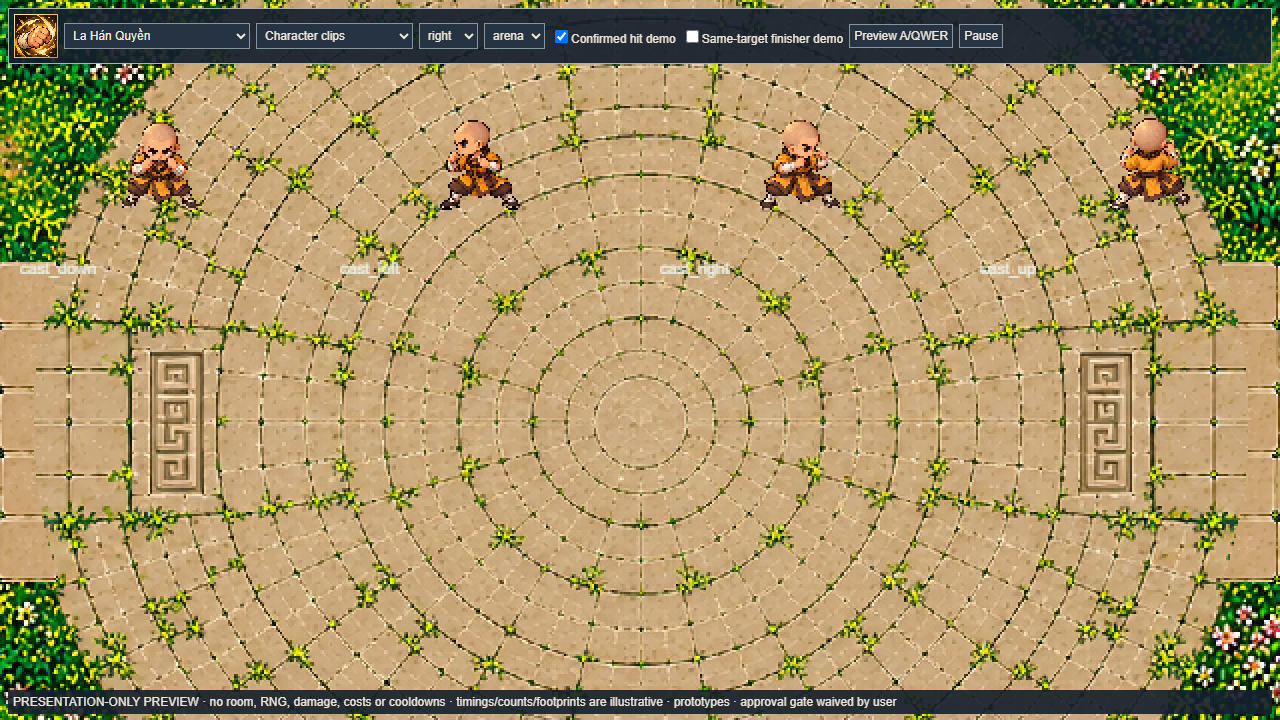 La Hán Quyền Character clips right arena Confirmed hit demo Same-target finisher demo Preview A/QWER Pause
cast_down cast_left cast_right cast_up
PRESENTATION-ONLY PREVIEW · no room, RNG, damage, costs or cooldowns · timings/counts/footprints are illustrative · prototypes · approval gate waived by user